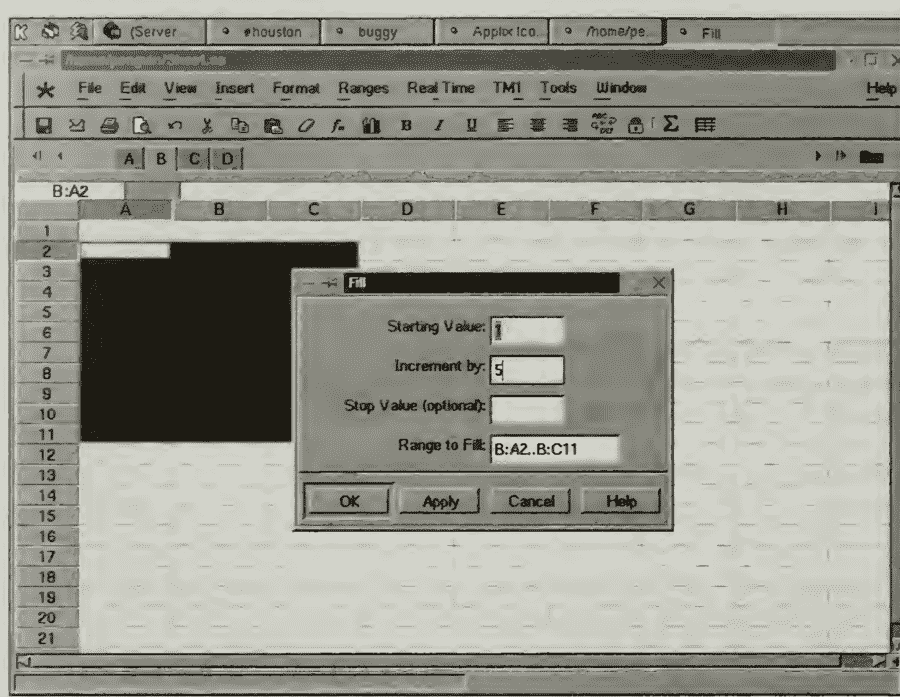 (Server
ehouston
buggy
Applix Ico...
/home/pe...
Fill
File Edit View Insert Format Ranges Real Time TM1 Tools Window Help
B I U
A B C D
B:A2
A B C D E F G H I
1
2
3
4
5
6
7
8
9
10
11
12
13
14
15
16
17
18
19
20
21
Fill
Starting Value: 1
Increment by: 5
Stop Value (optional):
Range to Fill: B:A2..B:C11
OK Apply Cancel Help